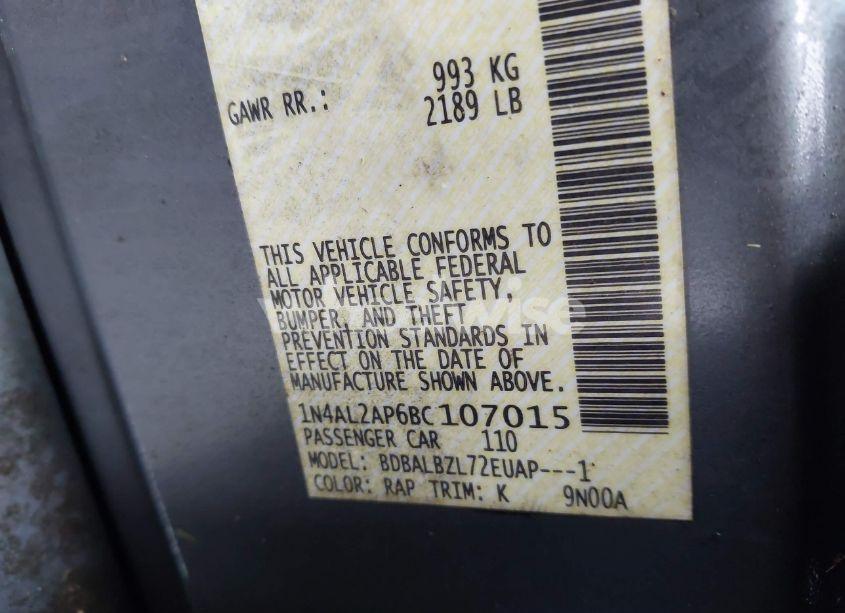 993 KG
GAWR RR.: 2189 LB
THIS VEHICLE CONFORMS TO
ALL APPLICABLE FEDERAL
MOTOR VEHICLE SAFETY,
BUMPER, AND THEFT
PREVENTION STANDARDS IN
EFFECT ON THE DATE OF
MANUFACTURE SHOWN ABOVE.
1N4AL2AP6BC107015
PASSENGER CAR 110
MODEL: BDBALBZL72EUAP---1
COLOR: RAP TRIM: K 9N00A